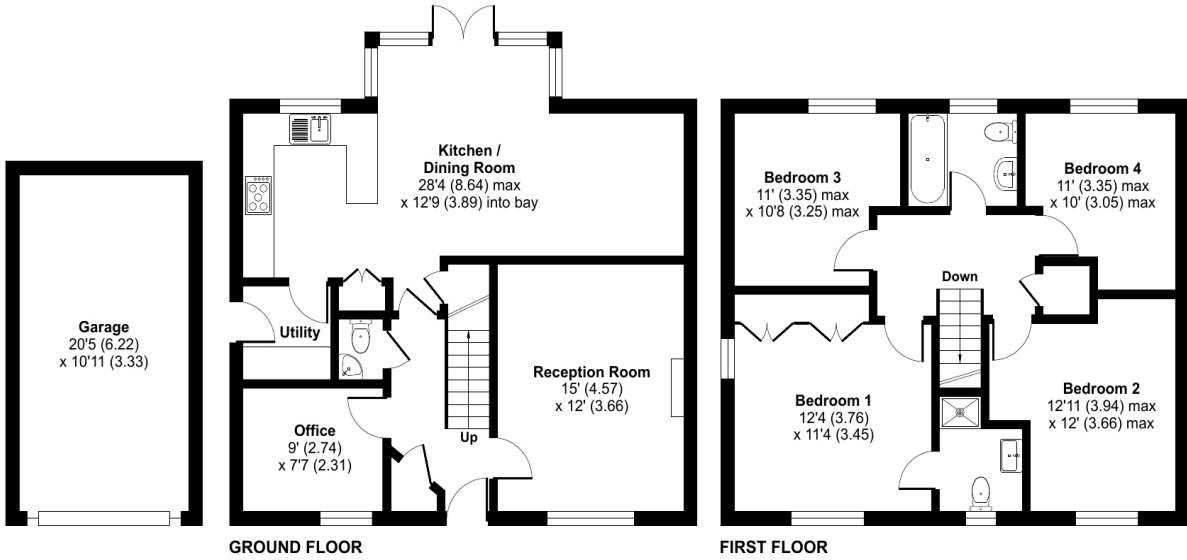 Garage
20'5 (6.22)
x 10'11 (3.33)
Kitchen /
Dining Room
28'4 (8.64) max
x 12'9 (3.89) into bay
Utility
Office
9' (2.74)
x 7'7 (2.31)
Up
Reception Room
15' (4.57)
x 12' (3.66)
GROUND FLOOR
Bedroom 3
11' (3.35) max
x 10'8 (3.25) max
Bedroom 4
11' (3.35) max
x 10' (3.05) max
Down
Bedroom 1
12'4 (3.76)
x 11'4 (3.45)
Bedroom 2
12'11 (3.94) max
x 12' (3.66) max
FIRST FLOOR